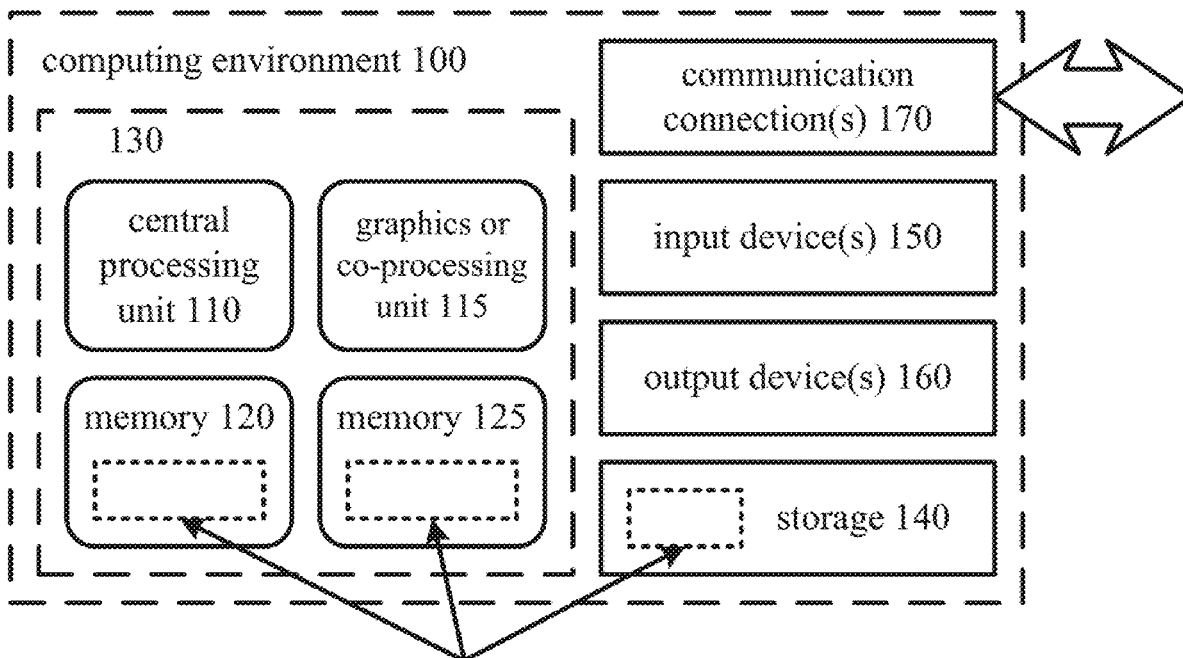 computing environment 100
130
central
processing
unit 110
graphics or
co-processing
unit 115
memory 120
memory 125
communication
connection(s) 170
input device(s) 150
output device(s) 160
storage 140